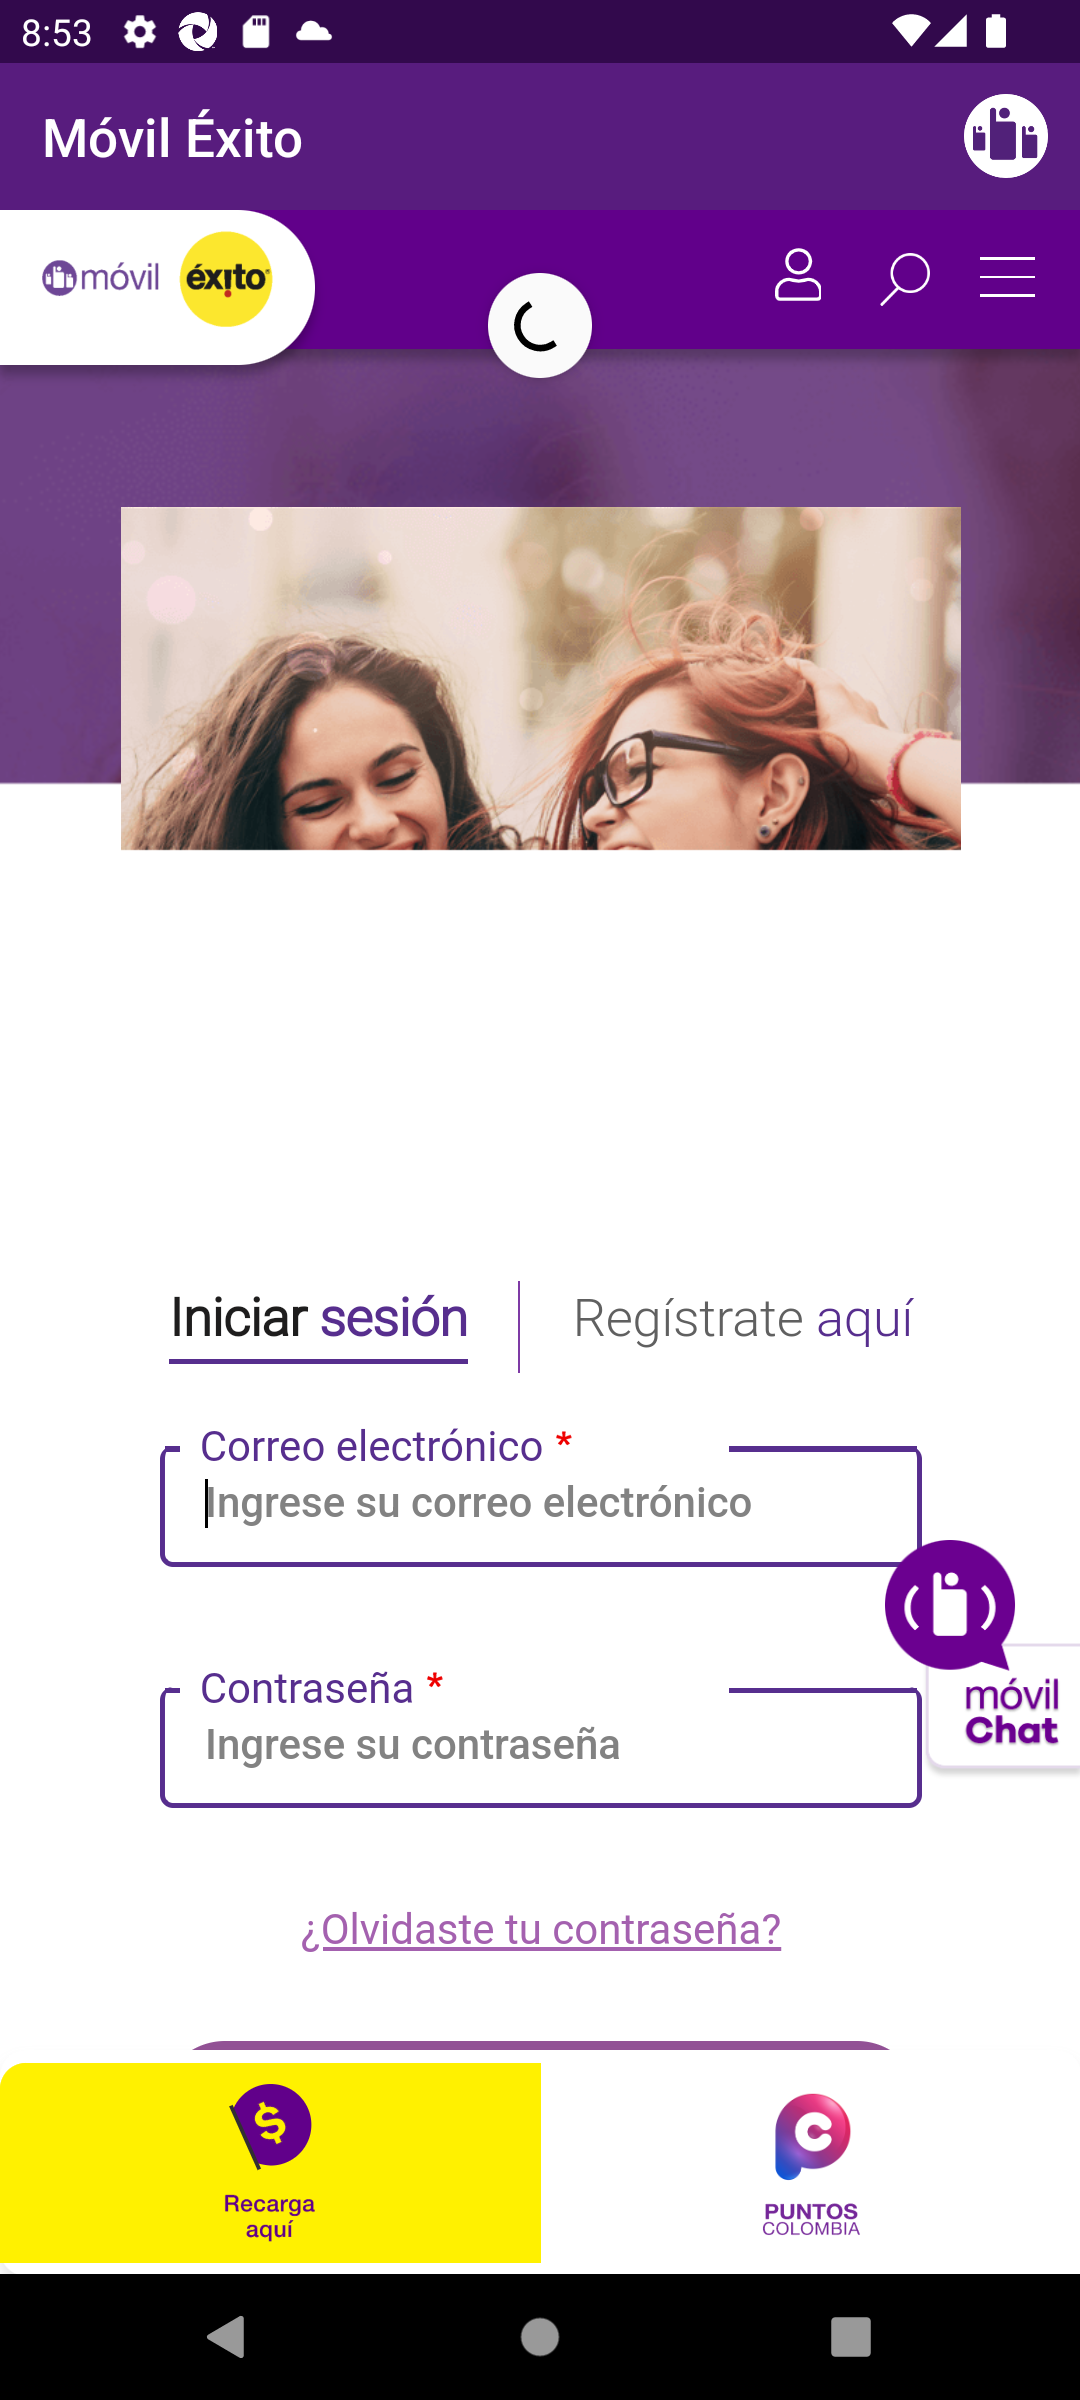 8:53
Móvil Éxito
móvil éxito
Iniciar sesión
Regístrate aquí
Correo electrónico *
Ingrese su correo electrónico
Contraseña *
Ingrese su contraseña
móvil
Chat
¿Olvidaste tu contraseña?
$
Recarga
aquí
PUNTOS
COLOMBIA